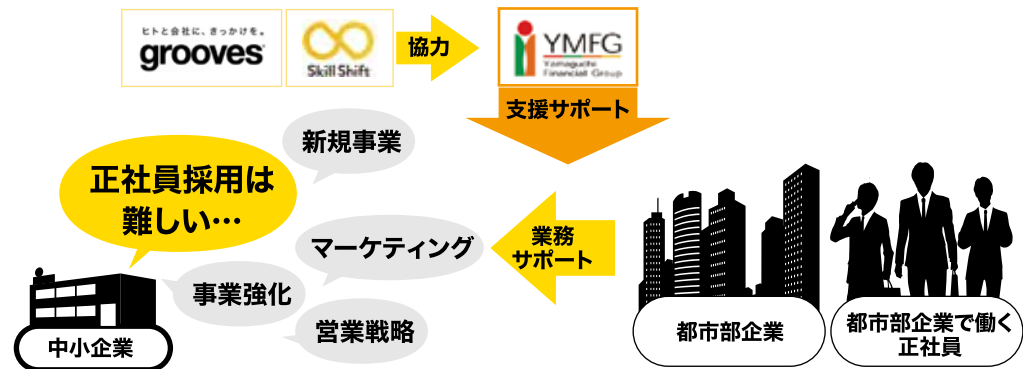 ヒトと会社に、きっかけを。
grooves
Skill Shift
協力
YMFG
Yamaguchi
Financial Group
支援サポート
新規事業
正社員採用は
難しい…
マーケティング
業務
サポート
事業強化
営業戦略
中小企業
都市部企業
都市部企業で働く
正社員